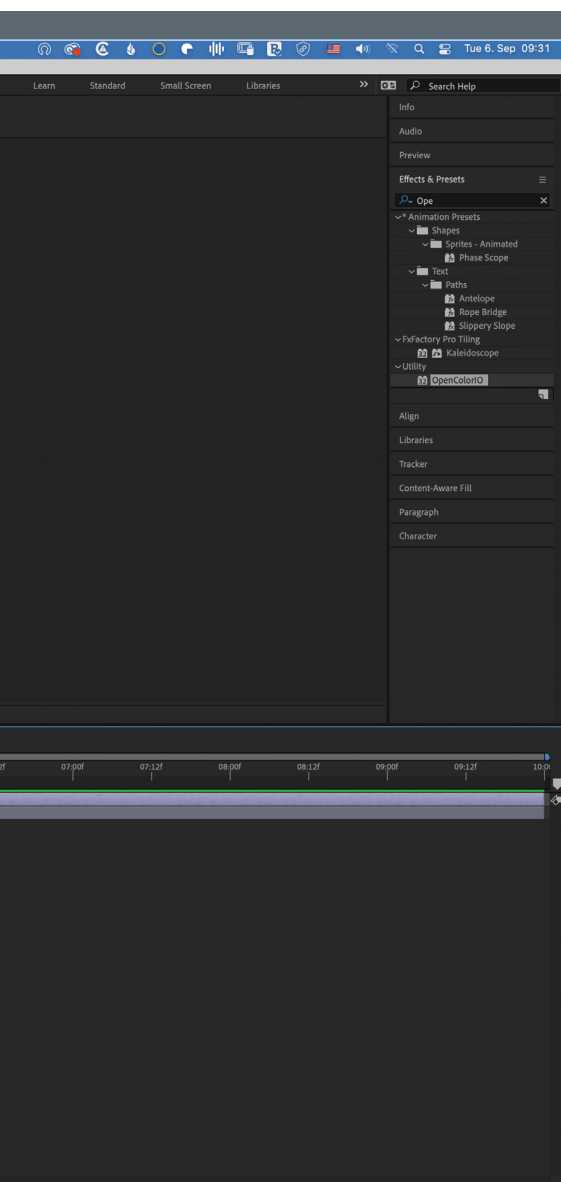 Tue 6. Sep 09:31
Learn Standard Small Screen Libraries >> Search Help
Info
Audio
Preview
Effects & Presets
Ope
* Animation Presets
Shapes
Sprites - Animated
Phase Scope
Text
Paths
Antelope
Rope Bridge
Slippery Slope
FxFactory Pro Tiling
Kaleidoscope
Utility
OpenColorIO
Align
Libraries
Tracker
Content-Aware Fill
Paragraph
Character
07:00f 07:12f 08:00f 08:12f 09:00f 09:12f